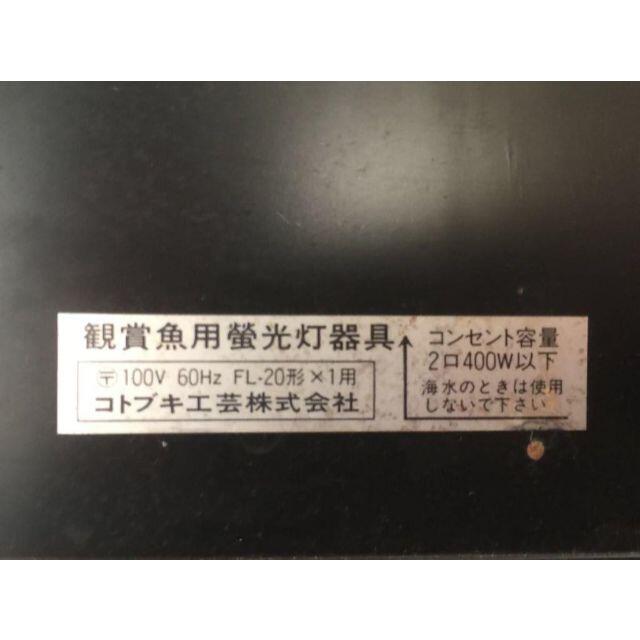 観賞魚用螢光灯器具
〒 100V 60Hz FL-20形×1用
コトブキ工芸株式会社
↑コンセント容量
2口400W以下
海水のときは使用
しないで下さい